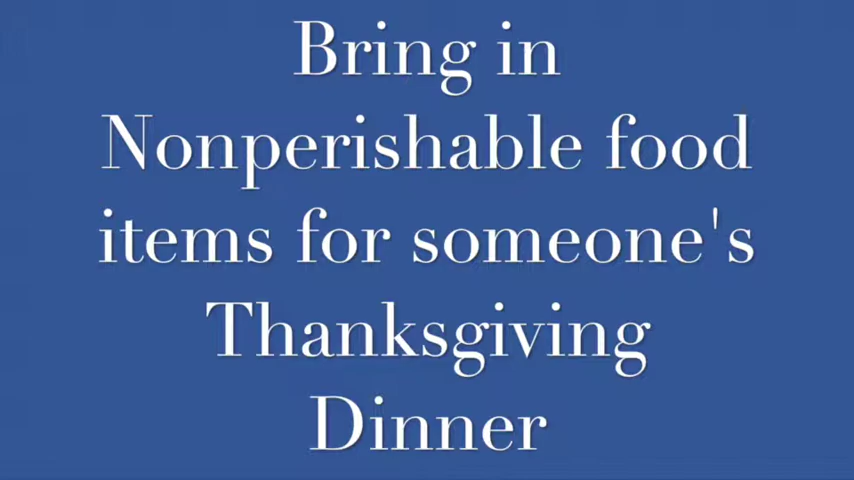 Bring in
Nonperishable food
items for someone's
Thanksgiving
Dinner